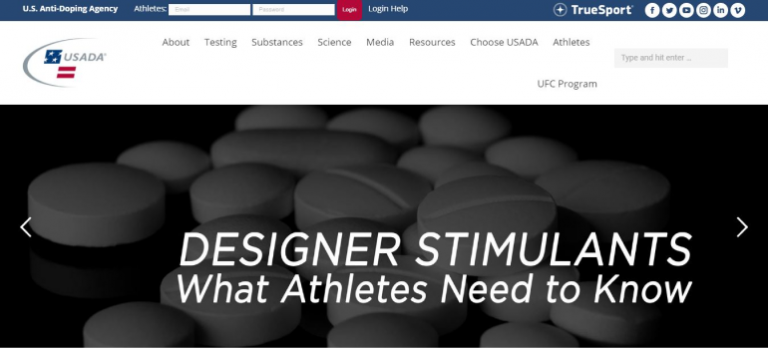 U.S. Anti-Doping Agency Athletes: Email Password Login Login Help TrueSport®
About Testing Substances Science Media Resources Choose USADA Athletes
USADA®
Type and hit enter ...
UFC Program
DESIGNER STIMULANTS
What Athletes Need to Know